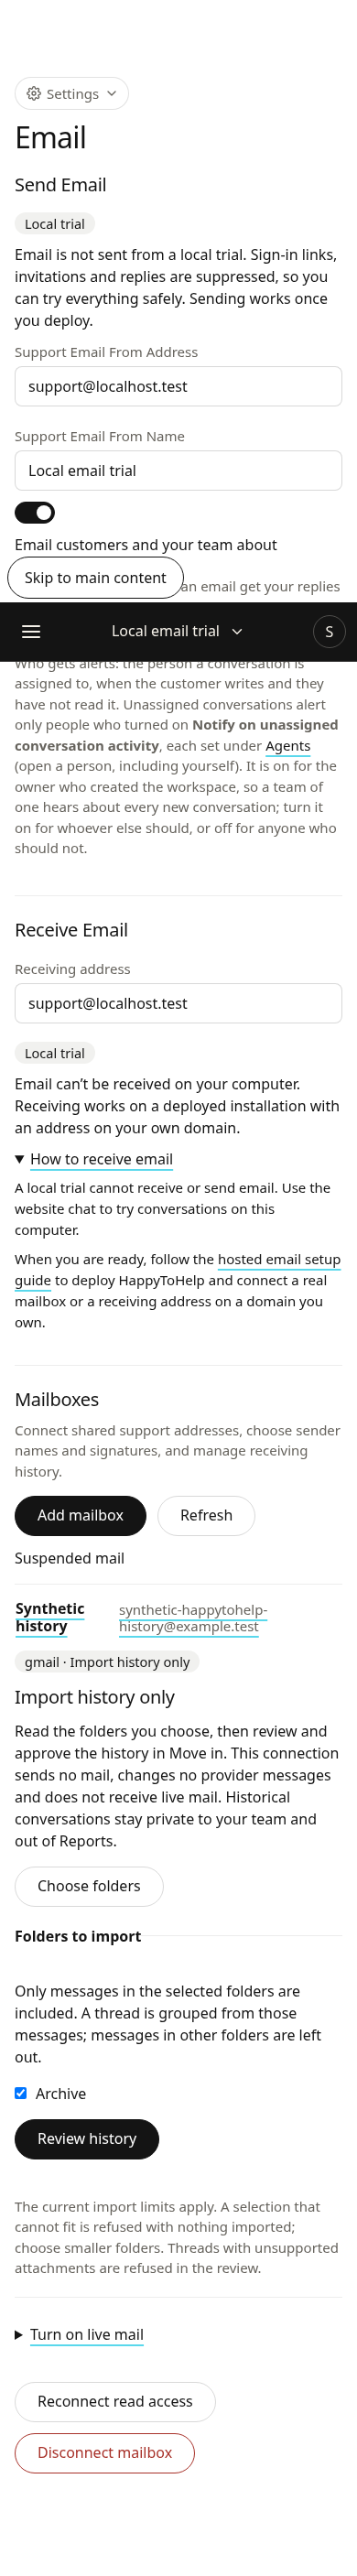 Settings
Email
Send Email
Local trial
Email is not sent from a local trial. Sign-in links,
invitations and replies are suppressed, so you
can try everything safely. Sending works once
you deploy.
Support Email From Address
support@localhost.test
Support Email From Name
Local email trial
Email customers and your team about
Skip to main content
an email get your replies
Local email trial
S
Who gets alerts: the person a conversation is
assigned to, when the customer writes and they
have not read it. Unassigned conversations alert
only people who turned on Notify on unassigned
conversation activity, each set under Agents
(open a person, including yourself). It is on for the
owner who created the workspace, so a team of
one hears about every new conversation; turn it
on for whoever else should, or off for anyone who
should not.
Receive Email
Receiving address
support@localhost.test
Local trial
Email can’t be received on your computer.
Receiving works on a deployed installation with
an address on your own domain.
How to receive email
A local trial cannot receive or send email. Use the
website chat to try conversations on this
computer.
When you are ready, follow the hosted email setup
guide to deploy HappyToHelp and connect a real
mailbox or a receiving address on a domain you
own.
Mailboxes
Connect shared support addresses, choose sender
names and signatures, and manage receiving
history.
Add mailbox
Refresh
Suspended mail
Synthetic
history
synthetic-happytohelp-
history@example.test
gmail · Import history only
Import history only
Read the folders you choose, then review and
approve the history in Move in. This connection
sends no mail, changes no provider messages
and does not receive live mail. Historical
conversations stay private to your team and
out of Reports.
Choose folders
Folders to import
Only messages in the selected folders are
included. A thread is grouped from those
messages; messages in other folders are left
out.
Archive
Review history
The current import limits apply. A selection that
cannot fit is refused with nothing imported;
choose smaller folders. Threads with unsupported
attachments are refused in the review.
Turn on live mail
Reconnect read access
Disconnect mailbox